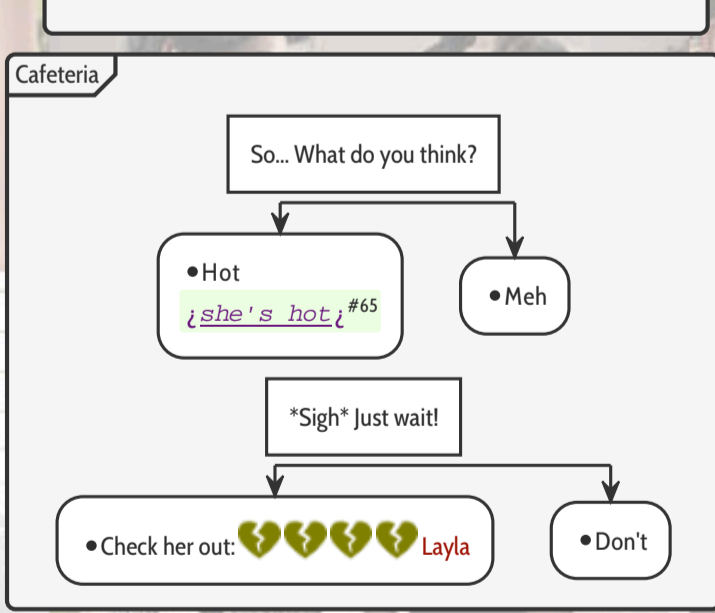 Cafeteria
So... What do you think?
•Hot
¿she's hot¿#65
•Meh
*Sigh* Just wait!
•Check her out: Layla
•Don't